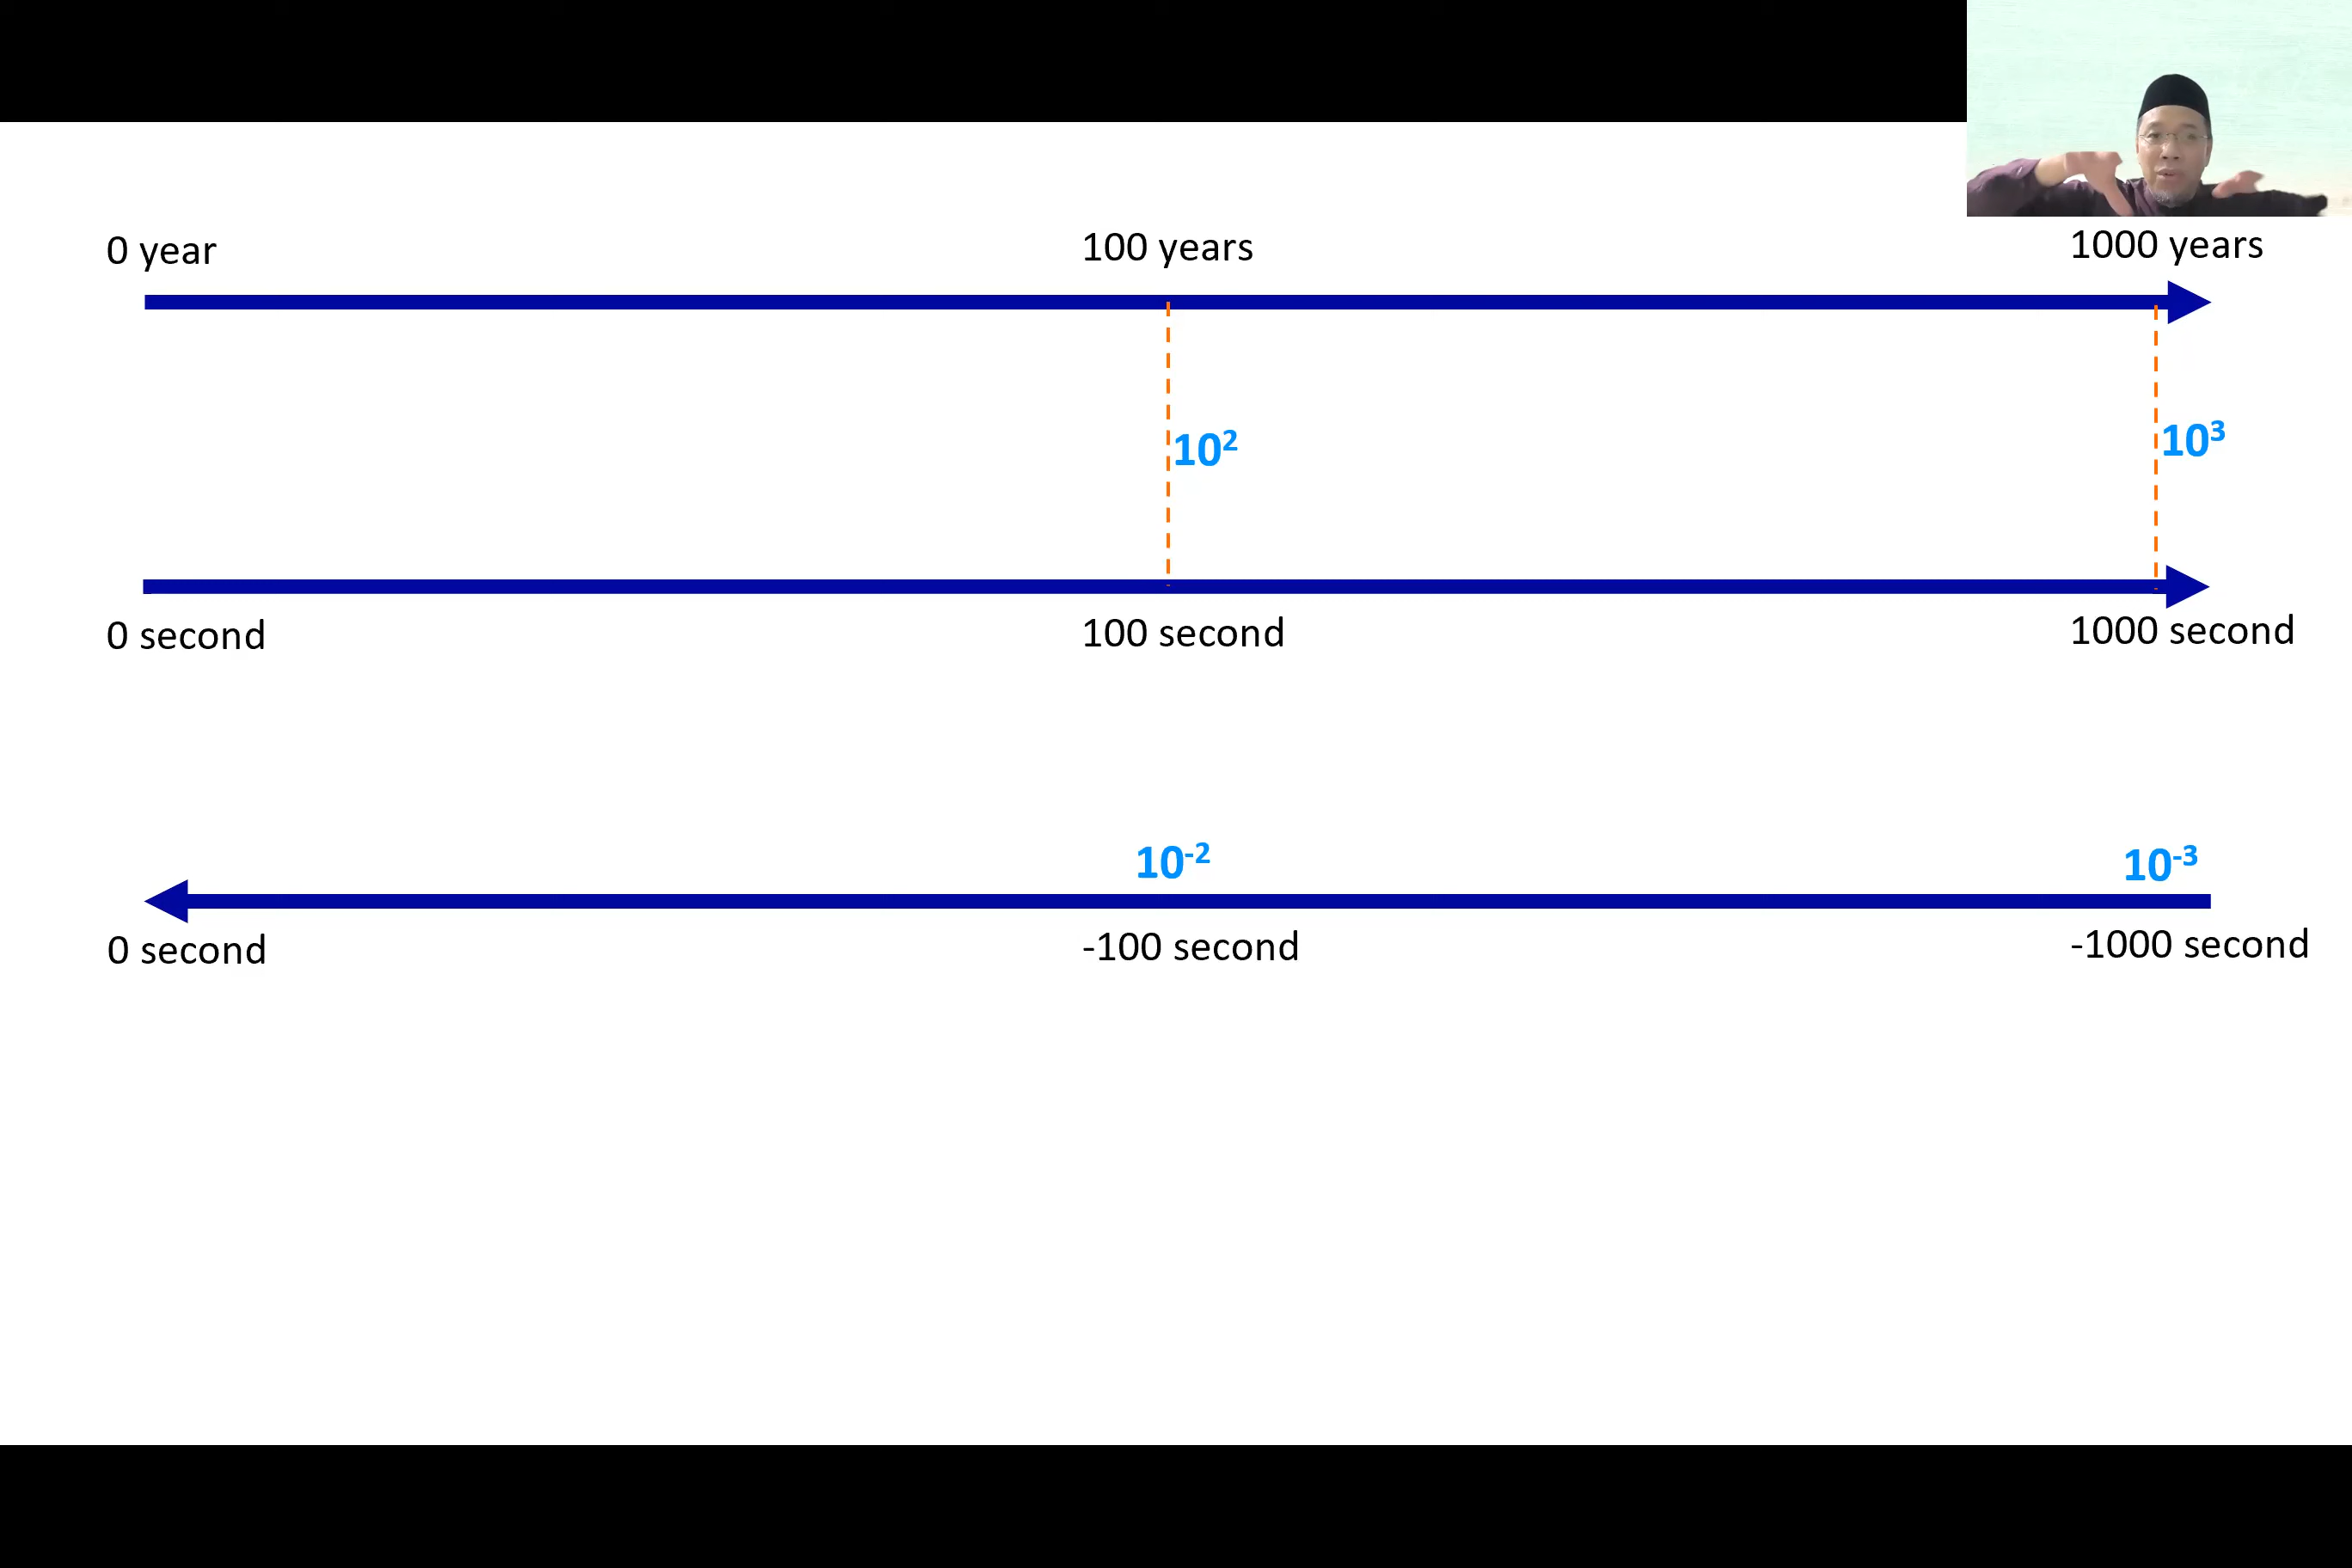 0 year 100 years 1000 years
10² 10³
0 second 100 second 1000 second
10⁻² 10⁻³
0 second -100 second -1000 second